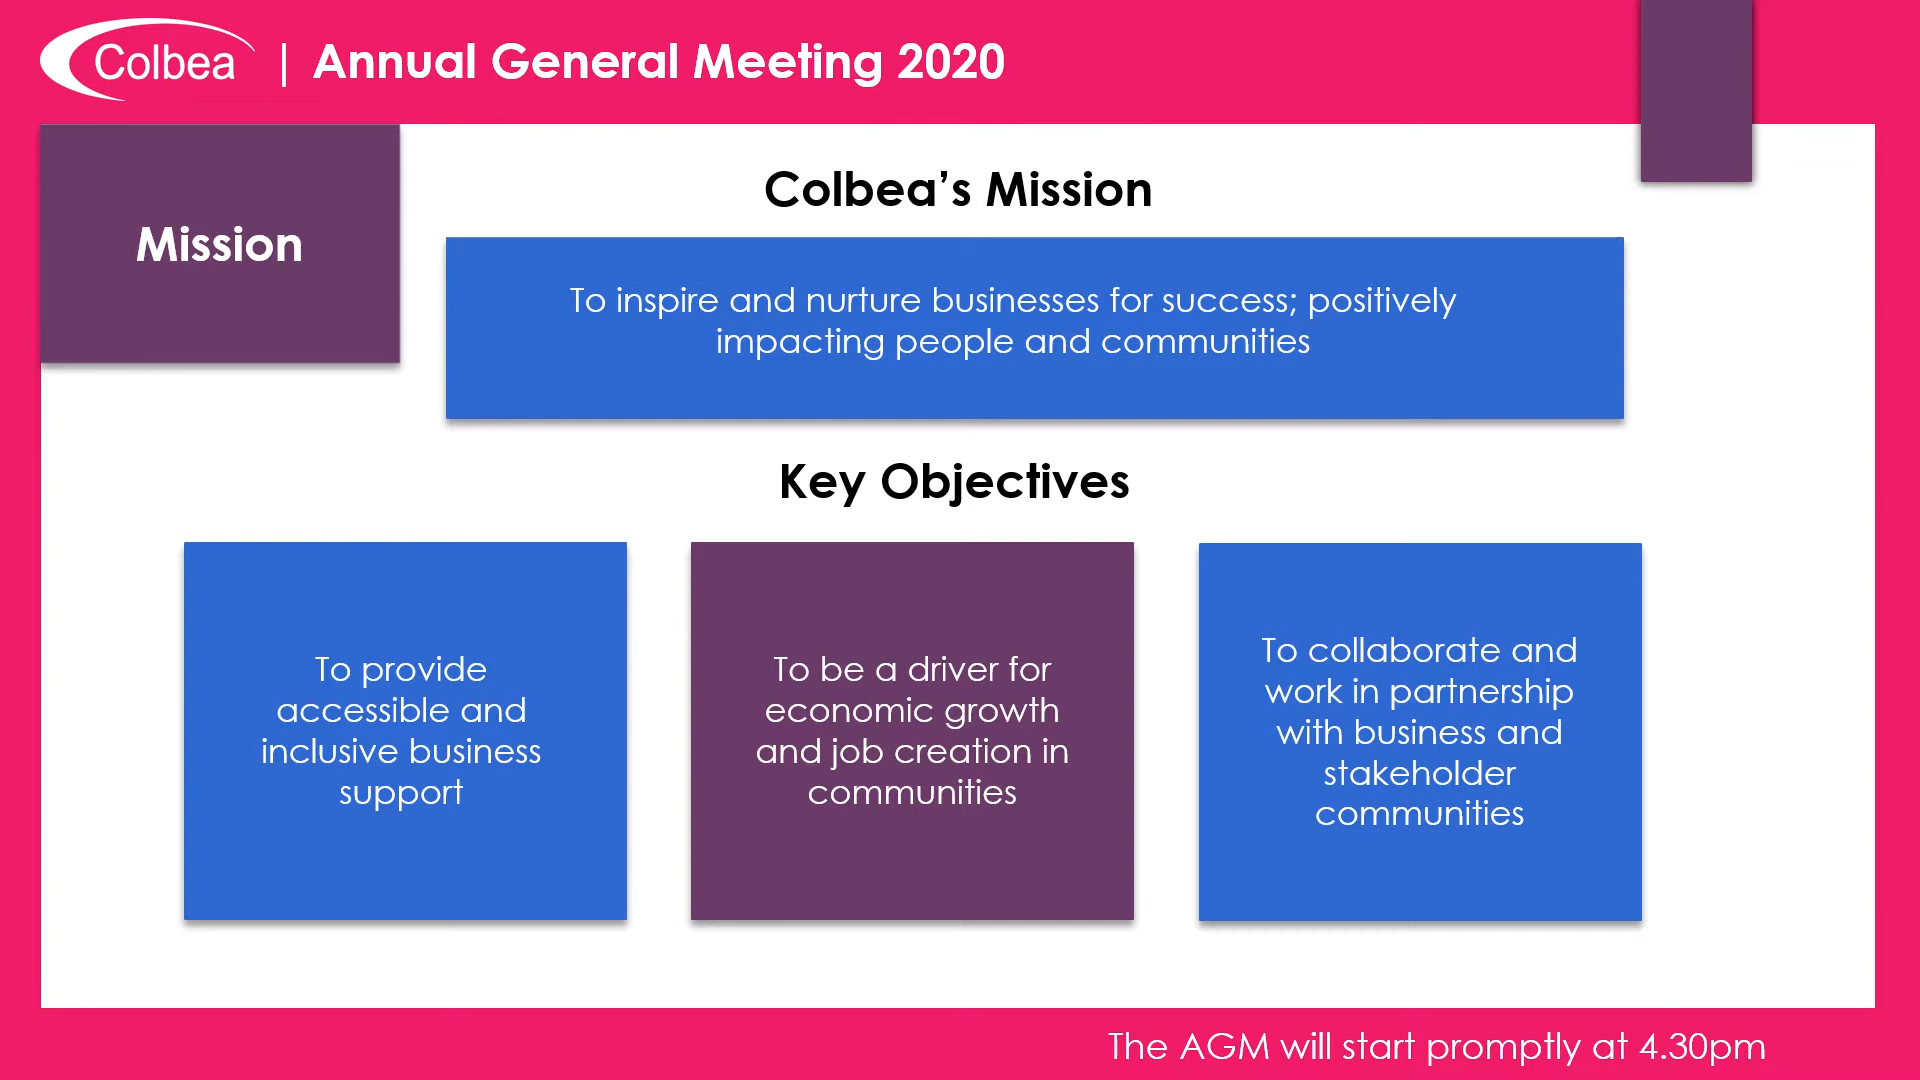 Colbea | Annual General Meeting 2020
Mission
Colbea’s Mission
To inspire and nurture businesses for success; positively
impacting people and communities
Key Objectives
To provide
accessible and
inclusive business
support
To be a driver for
economic growth
and job creation in
communities
To collaborate and
work in partnership
with business and
stakeholder
communities
The AGM will start promptly at 4.30pm